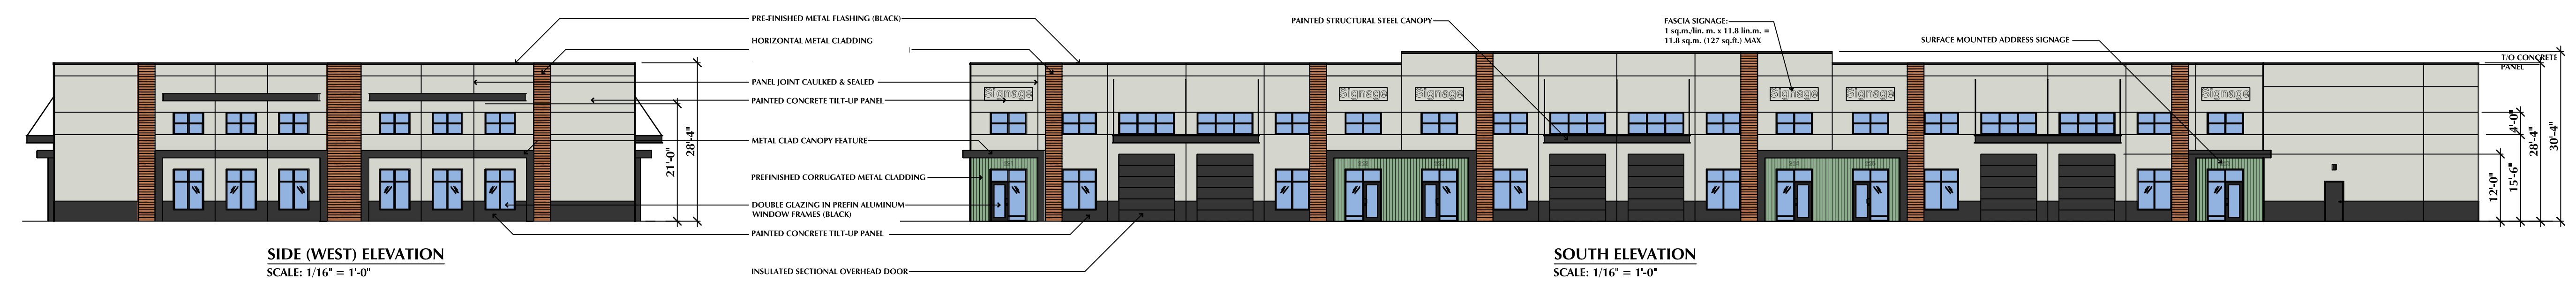 PRE-FINISHED METAL FLASHING (BLACK)
HORIZONTAL METAL CLADDING
PANEL JOINT CAULKED & SEALED
PAINTED CONCRETE TILT-UP PANEL
METAL CLAD CANOPY FEATURE
PREFINISHED CORRUGATED METAL CLADDING
DOUBLE GLAZING IN PREFIN ALUMINUM
WINDOW FRAMES (BLACK)
PAINTED CONCRETE TILT-UP PANEL
INSULATED SECTIONAL OVERHEAD DOOR
21'-0"
28'-4"
SIDE (WEST) ELEVATION
SCALE: 1/16" = 1'-0"
PAINTED STRUCTURAL STEEL CANOPY
FASCIA SIGNAGE:
1 sq.m./lin. m. x 11.8 lin.m. =
11.8 sq.m. (127 sq.ft.) MAX
SURFACE MOUNTED ADDRESS SIGNAGE
T/O CONCRETE
PANEL
Signage
Signage
Signage
Signage
Signage
Signage
12'-0"
15'-6"
4'-0"
28'-4"
30'-4"
SOUTH ELEVATION
SCALE: 1/16" = 1'-0"